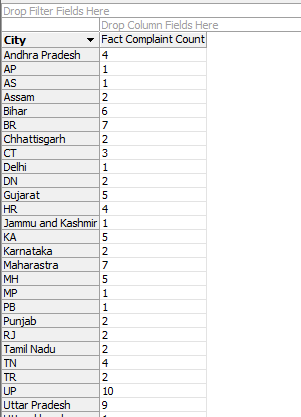 Drop Filter Fields Here
Drop Column Fields Here
City Fact Complaint Count
Andhra Pradesh 4
AP 1
AS 1
Assam 2
Bihar 6
BR 7
Chhattisgarh 2
CT 3
Delhi 1
DN 2
Gujarat 5
HR 4
Jammu and Kashmir 1
KA 5
Karnataka 2
Maharastra 7
MH 5
MP 1
PB 1
Punjab 2
RJ 2
Tamil Nadu 2
TN 4
TR 2
UP 10
Uttar Pradesh 9